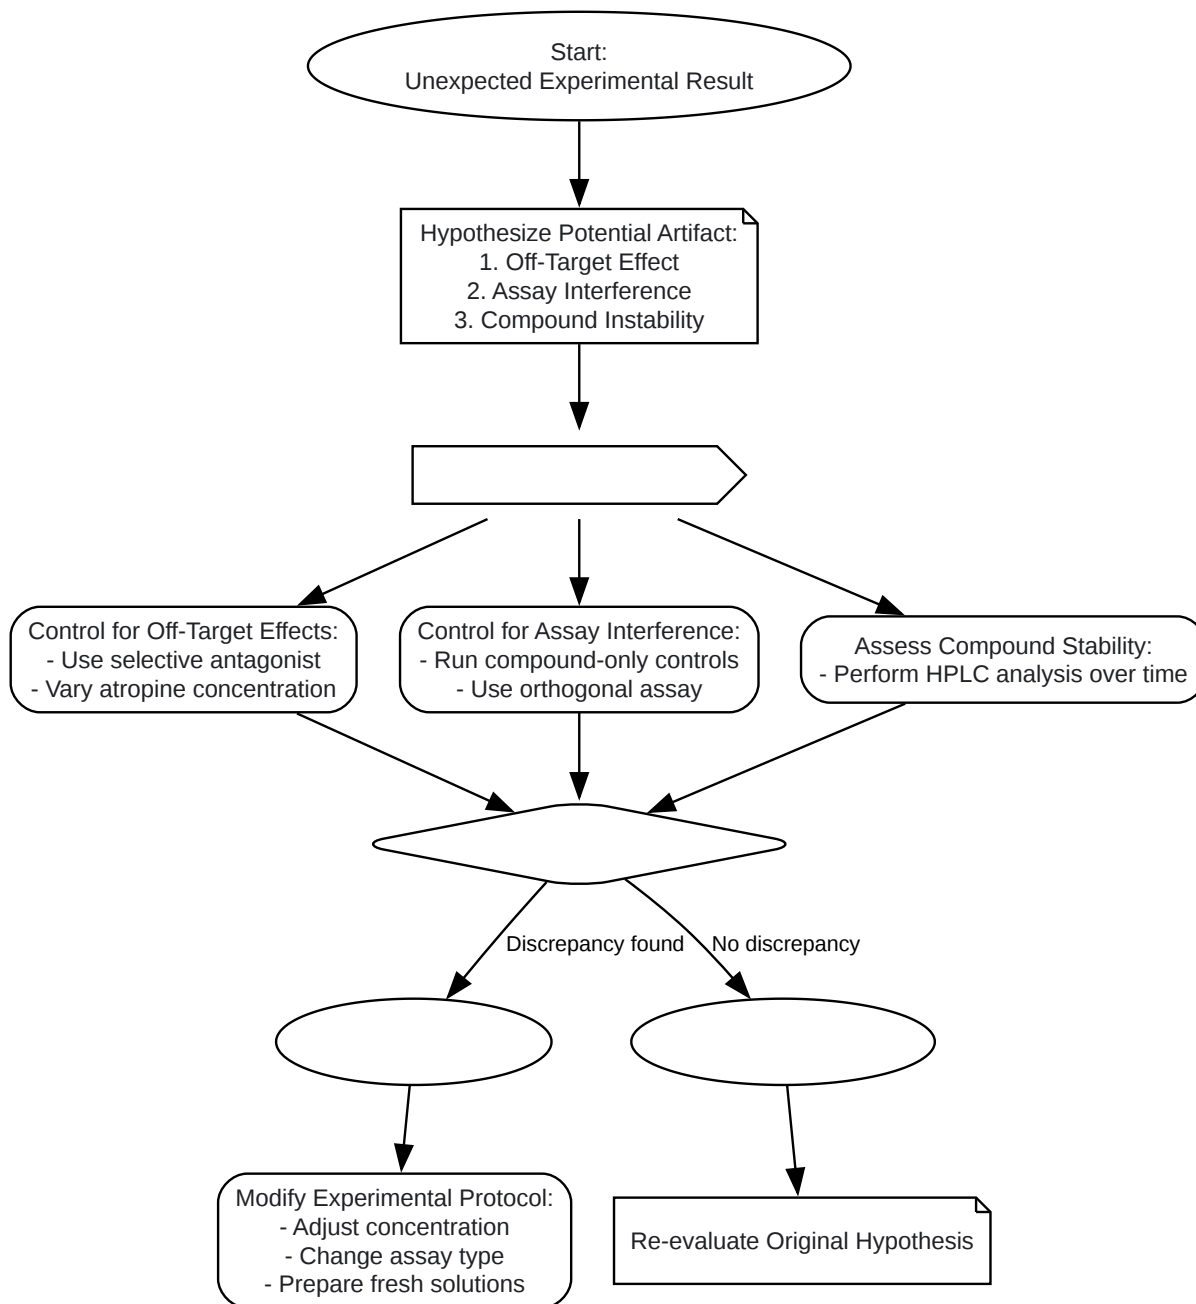 Start:
Unexpected Experimental Result
Hypothesize Potential Artifact:
1. Off-Target Effect
2. Assay Interference
3. Compound Instability
Control for Off-Target Effects:
- Use selective antagonist
- Vary atropine concentration
Control for Assay Interference:
- Run compound-only controls
- Use orthogonal assay
Assess Compound Stability:
- Perform HPLC analysis over time
Discrepancy found
No discrepancy
Modify Experimental Protocol:
- Adjust concentration
- Change assay type
- Prepare fresh solutions
Re-evaluate Original Hypothesis